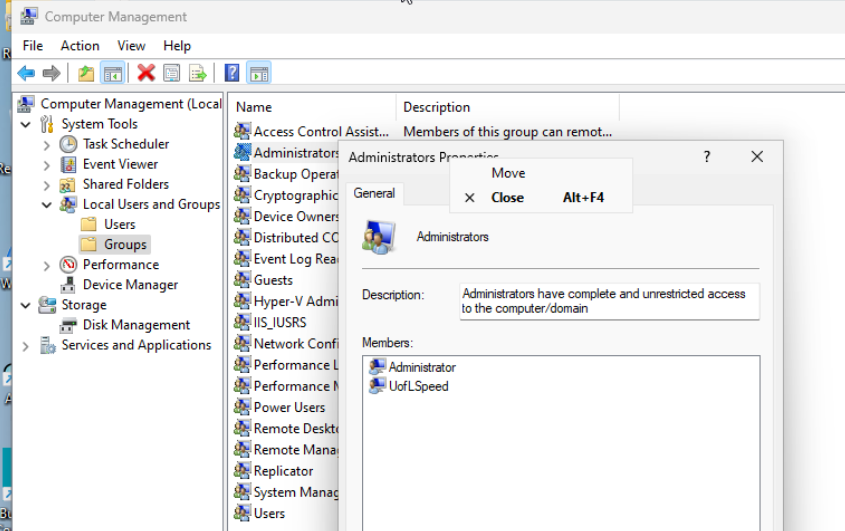 Computer Management
File Action View Help
Computer Management (Local
System Tools
Task Scheduler
Event Viewer
Shared Folders
Local Users and Groups
Users
Groups
Performance
Device Manager
Storage
Disk Management
Services and Applications
Name Description
Access Control Assist... Members of this group can remot...
Administrators
Backup Opera
Cryptographic
Device Owners
Distributed CO
Event Log Rea
Guests
Hyper-V Admi
IIS_IUSRS
Network Confi
Performance L
Performance M
Power Users
Remote Deskto
Remote Mana
Replicator
System Manag
Users
Administrators Properties ?
Move
Close Alt+F4
General
Administrators
Description: Administrators have complete and unrestricted access
to the computer/domain
Members:
Administrator
UofLSpeed